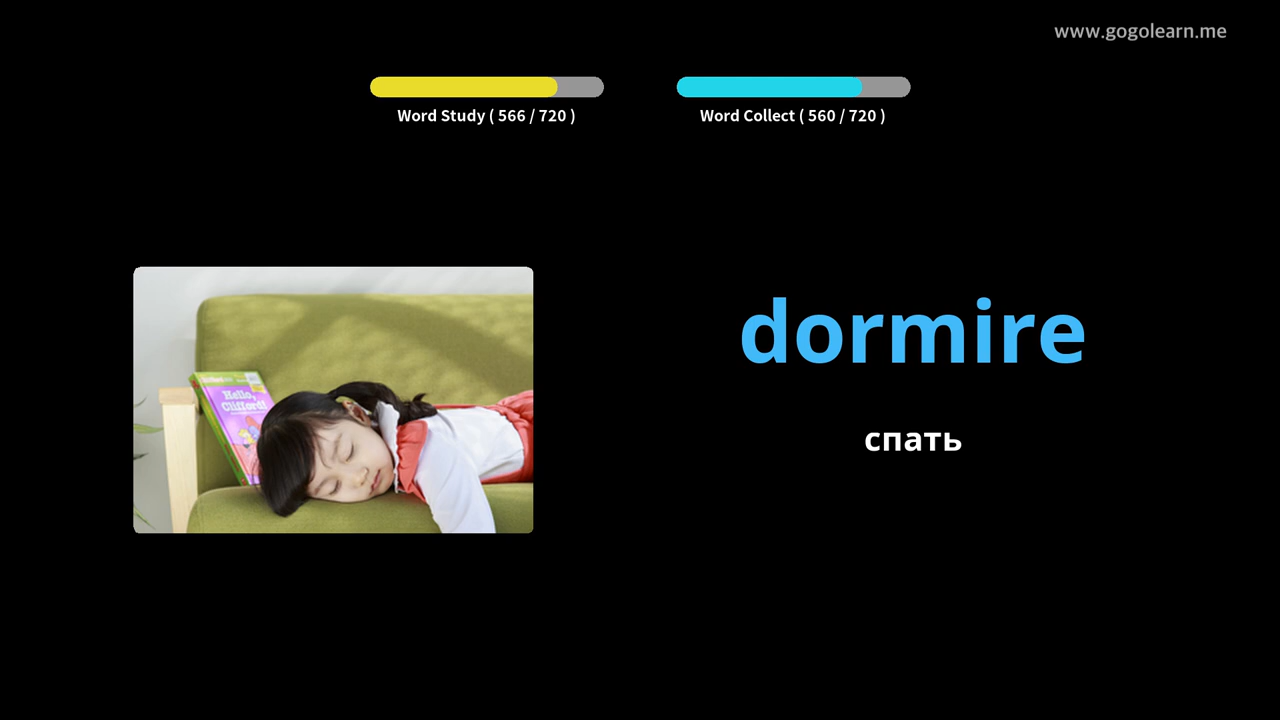 www.gogolearn.me
Word Study ( 566 / 720 )
Word Collect ( 560 / 720 )
dormire
спать
Hello,
Clifford!